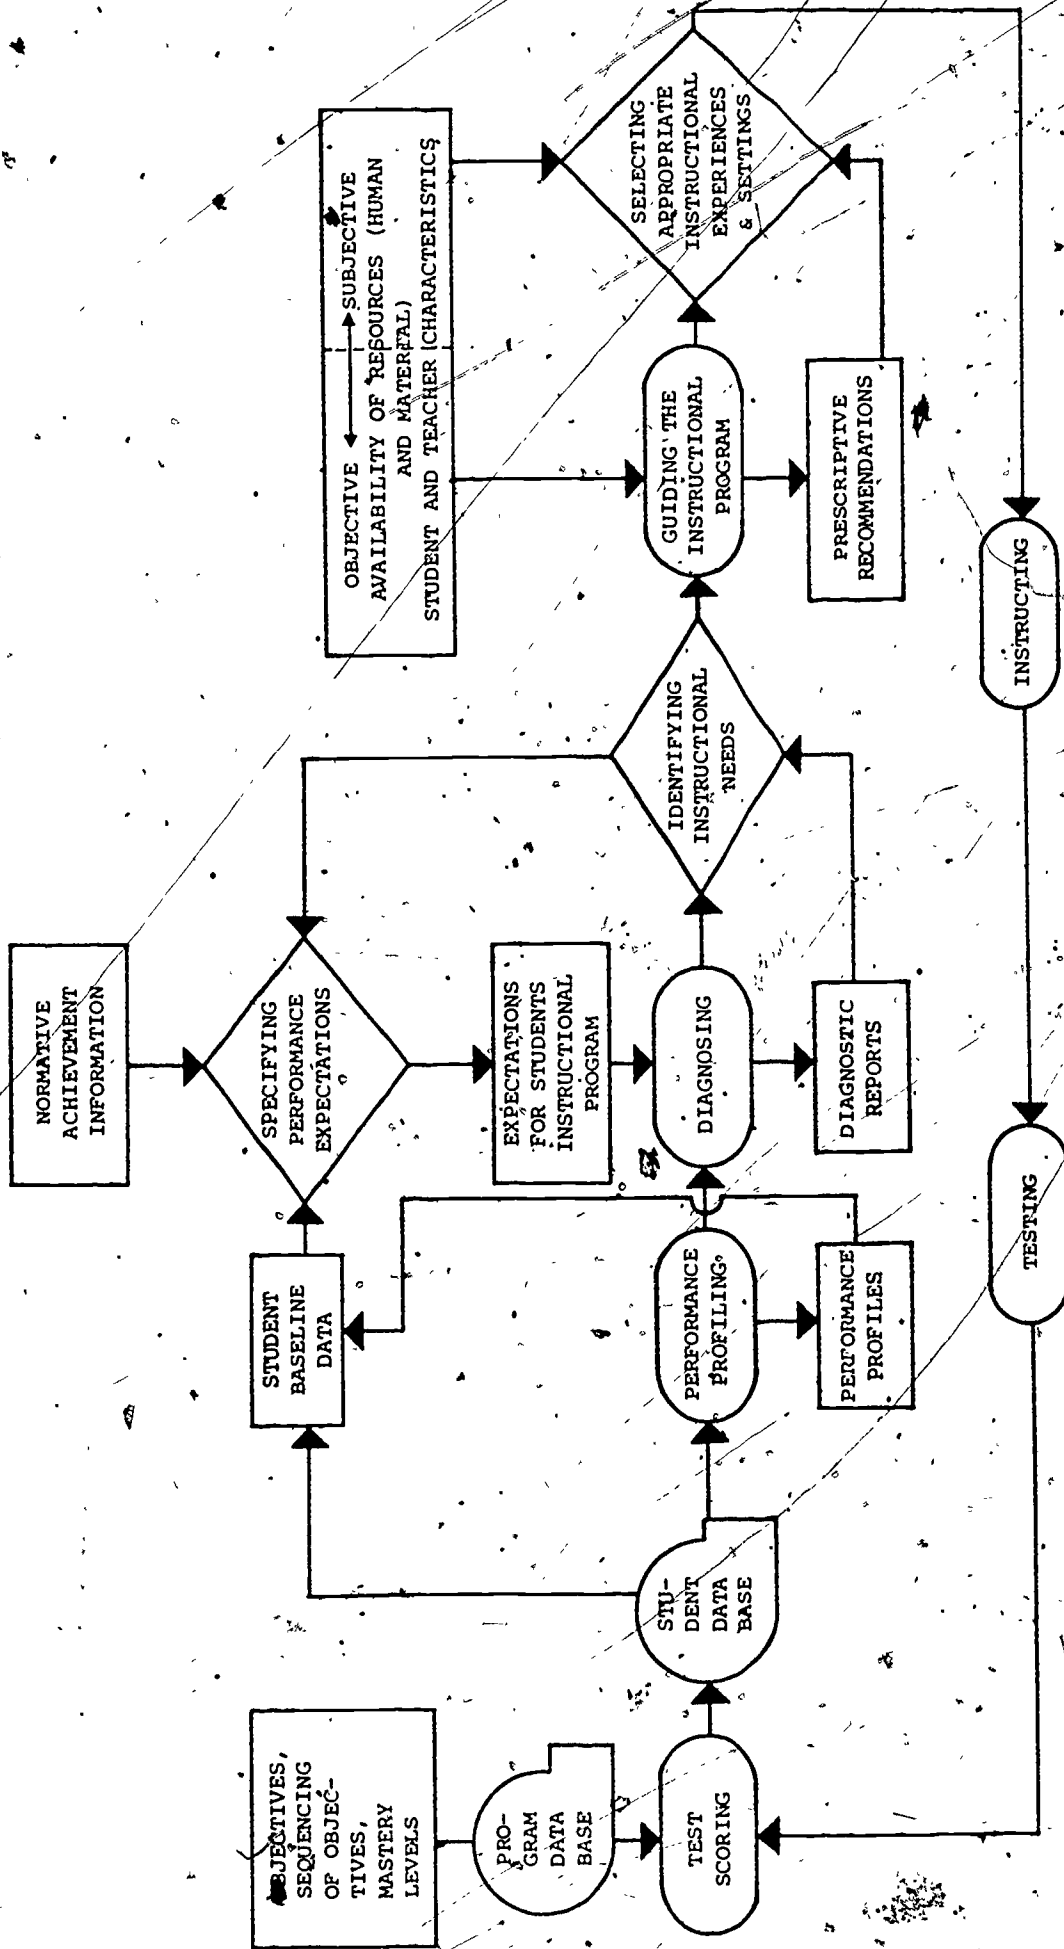 OBJECTIVES,
SEQUENCING
OF OBJEC-
TIVES,
MASTERY
LEVELS
PRO-
GRAM
DATA
BASE
TEST
SCORING
STU-
DENT
DATA
BASE
STUDENT
BASELINE
DATA
PERFORMANCE
PROFILING
PERFORMANCE
PROFILES
NORMATIVE
ACHIEVEMENT
INFORMATION
SPECIFYING
PERFORMANCE
EXPECTATIONS
EXPECTATIONS
FOR STUDENTS
INSTRUCTIONAL
PROGRAM
DIAGNOSING
DIAGNOSTIC
REPORTS
IDENTIFYING
INSTRUCTIONAL
NEEDS
OBJECTIVE SUBJECTIVE
AVAILABILITY OF RESOURCES (HUMAN
AND MATERIAL)
STUDENT AND TEACHER CHARACTERISTICS
GUIDING THE
INSTRUCTIONAL
PROGRAM
PRESCRIPTIVE
RECOMMENDATIONS
SELECTING
APPROPRIATE
INSTRUCTIONAL
EXPERIENCES
& SETTINGS
INSTRUCTING
TESTING